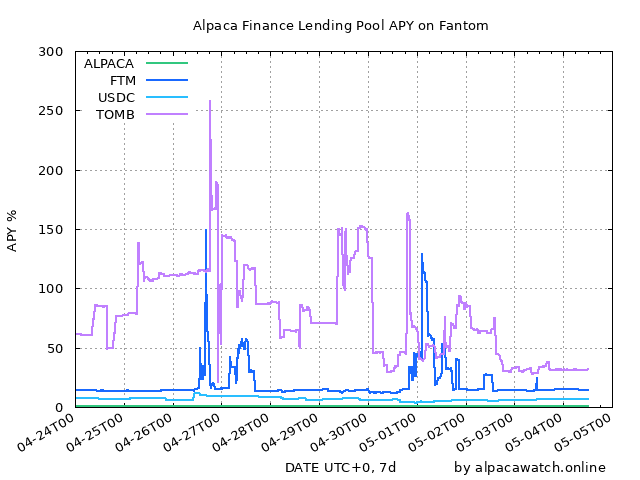 Alpaca Finance Lending Pool APY on Fantom
300
250
200
150
100
50
0
APY %
ALPACA
FTM
USDC
TOMB
04-24T00
04-25T00
04-26T00
04-27T00
04-28T00
04-29T00
04-30T00
05-01T00
05-02T00
05-03T00
05-04T00
05-05T00
DATE UTC+0, 7d
by alpacawatch.online